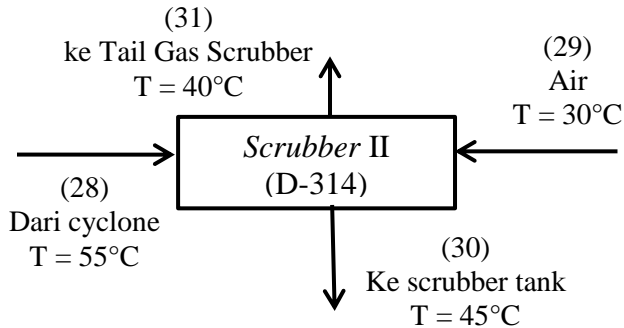 (31)
ke Tail Gas Scrubber
T = 40°C
(29)
Air
T = 30°C
Scrubber II
(D-314)
(28)
Dari cyclone
T = 55°C
(30)
Ke scrubber tank
T = 45°C